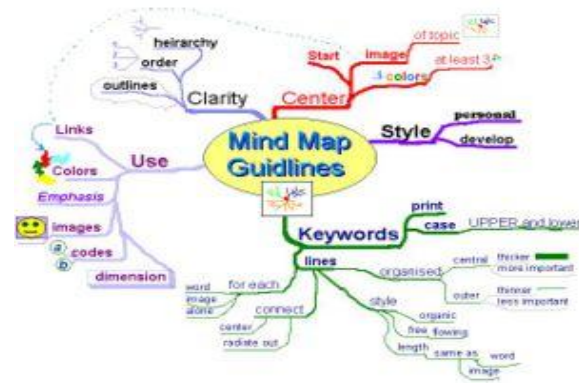 Mind Map
Guidlines
Center
Start
image
of topic
colors
at least 3
Style
personal
develop
Keywords
print
case
UPPER and lower
lines
organised
central
thicker
more important
outer
thinner
less important
style
organic
free flowing
length
same as
word
image
for each
word
image
alone
connect
center
radiate out
Use
Links
Colors
Emphasis
images
codes
a
b
dimension
Clarity
heirarchy
order
outlines